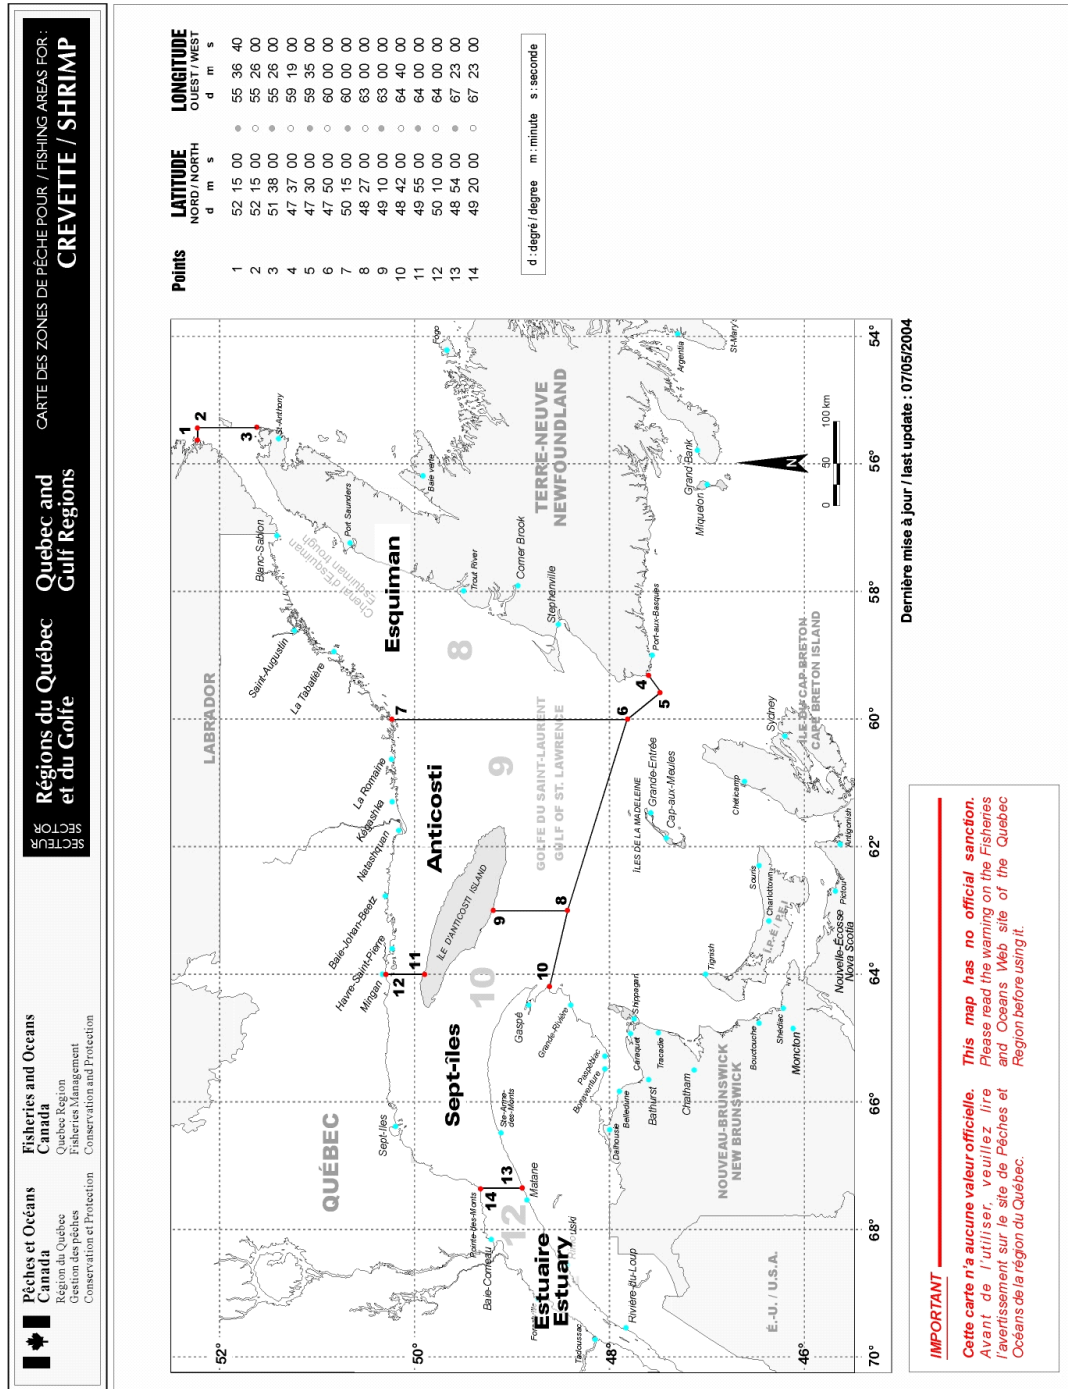 Pêches et Océans
Canada
Région du Québec
Gestion des pêches
Conservation et Protection
Fisheries and Oceans
Canada
Quebec Region
Fisheries Management
Conservation and Protection
SECTEUR
SECTOR
Régions du Québec
et du Golfe
Quebec and
Gulf Regions
CARTE DES ZONES DE PÊCHE POUR / FISHING AREAS FOR :
CREVETTE / SHRIMP
52°
50°
48°
46°
70°
68°
66°
64°
62°
60°
58°
56°
54°
LABRADOR
QUÉBEC
TERRE-NEUVE
NEWFOUNDLAND
GOLFE DU SAINT-LAURENT
GULF OF ST. LAWRENCE
Chenal d'Esquiman
Esquiman trough
ÎLE D'ANTICOSTI ISLAND
ÎLES DE LA MADELEINE
ÎLE DU CAP-BRETON
CAPE BRETON ISLAND
Î.P.-É / P.E.I.
Nouvelle-Écosse
Nova Scotia
NOUVEAU-BRUNSWICK
NEW BRUNSWICK
É.-U. / U.S.A.
Esquiman
8
Anticosti
9
Sept-iles
10
Estuaire
Estuary
12
1
2
3
4
5
6
7
8
9
10
11
12
13
14
Blanc-Sablon
Saint-Augustin
La Tabatière
La Romaine
Kégashka
Natashquan
Baie-Johan-Beetz
Havre-Saint-Pierre
Mingan
Sept-Iles
Pointe-des-Monts
Baie-Comeau
Tadoussac
Rivière-du-Loup
Matane
Ste-Anne-
des-Monts
Gaspé
Grande-Rivière
Paspébiac
Bonaventure
Dalhousie
Belledune
Bathurst
Caraquet
Shippagan
Tracadie
Chatham
Bouctouche
Shédiac
Moncton
Tignish
Souris
Charlottown
Pictou
Antigonish
Chéticamp
Sydney
Grande-Entrée
Cap-aux-Meules
St-Anthony
Port Saunders
Baie verte
Fogo
Trout River
Corner Brook
Stephenville
Port-aux-Basques
Grand Bank
Miquelon
Argentia
St-Mary's
N
0 50 100 km
Points LATITUDE LONGITUDE
NORD / NORTH OUEST / WEST
d m s d m s
1 52 15 00 55 36 40
2 52 15 00 55 26 00
3 51 38 00 55 26 00
4 47 37 00 59 19 00
5 47 30 00 59 35 00
6 47 50 00 60 00 00
7 50 15 00 60 00 00
8 48 27 00 63 00 00
9 49 10 00 63 00 00
10 48 42 00 64 40 00
11 49 55 00 64 00 00
12 50 10 00 64 00 00
13 48 54 00 67 23 00
14 49 20 00 67 23 00
d : degré / degree m : minute s : seconde
Dernière mise à jour / last update : 07/05/2004
IMPORTANT
Cette carte n'a aucune valeur officielle.
Avant de l'utiliser, veuillez lire
l'avertissement sur le site de Pêches et
Océans de la région du Québec.
This map has no official sanction.
Please read the warning on the Fisheries
and Oceans Web site of the Quebec
Region before using it.